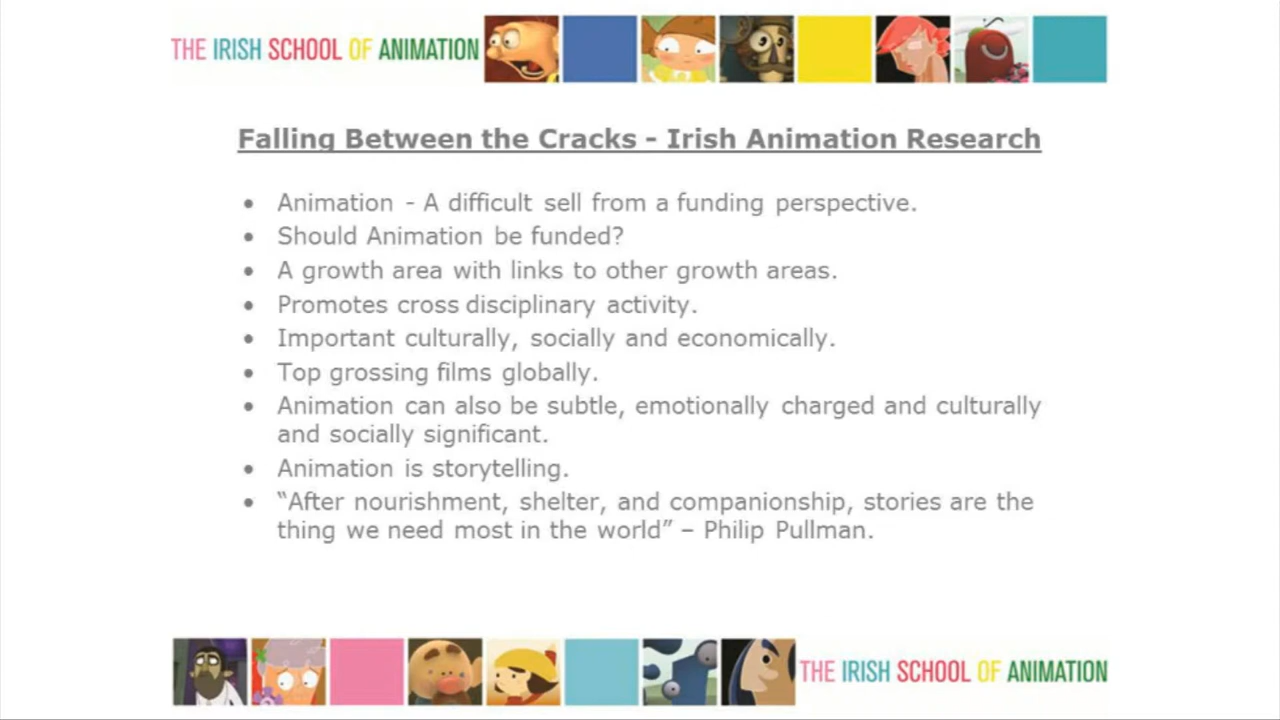 THE IRISH SCHOOL OF ANIMATION
Falling Between the Cracks - Irish Animation Research
• Animation - A difficult sell from a funding perspective.
• Should Animation be funded?
• A growth area with links to other growth areas.
• Promotes cross disciplinary activity.
• Important culturally, socially and economically.
• Top grossing films globally.
• Animation can also be subtle, emotionally charged and culturally
and socially significant.
• Animation is storytelling.
• “After nourishment, shelter, and companionship, stories are the
thing we need most in the world” – Philip Pullman.
THE IRISH SCHOOL OF ANIMATION